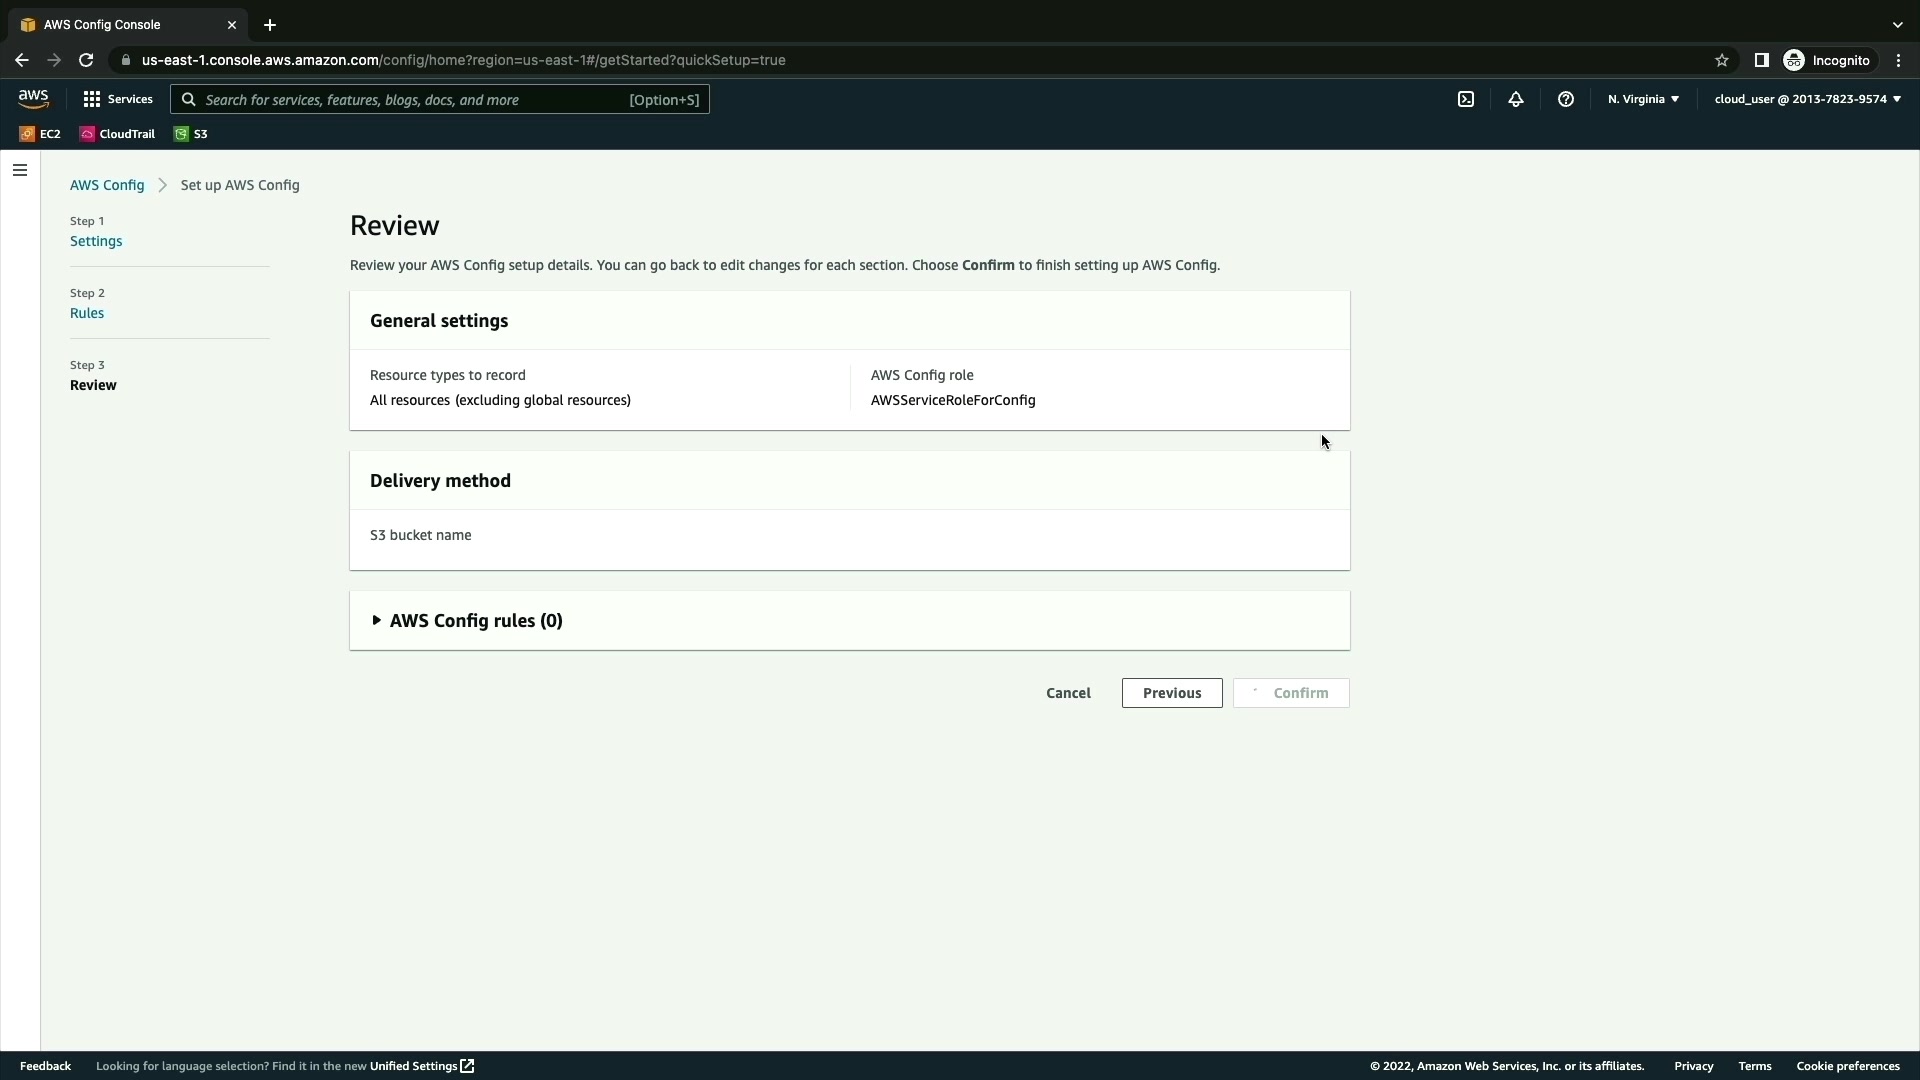 AWS Config Console
us-east-1.console.aws.amazon.com/config/home?region=us-east-1#/getStarted?quickSetup=true
Incognito
aws
Services
Search for services, features, blogs, docs, and more
[Option+S]
N. Virginia
cloud_user @ 2013-7823-9574
EC2
CloudTrail
S3
AWS Config
Set up AWS Config
Step 1
Settings
Step 2
Rules
Step 3
Review
Review
Review your AWS Config setup details. You can go back to edit changes for each section. Choose Confirm to finish setting up AWS Config.
General settings
Resource types to record
All resources (excluding global resources)
AWS Config role
AWSServiceRoleForConfig
Delivery method
S3 bucket name
AWS Config rules (0)
Cancel
Previous
Confirm
Feedback
Looking for language selection? Find it in the new Unified Settings
© 2022, Amazon Web Services, Inc. or its affiliates.
Privacy
Terms
Cookie preferences